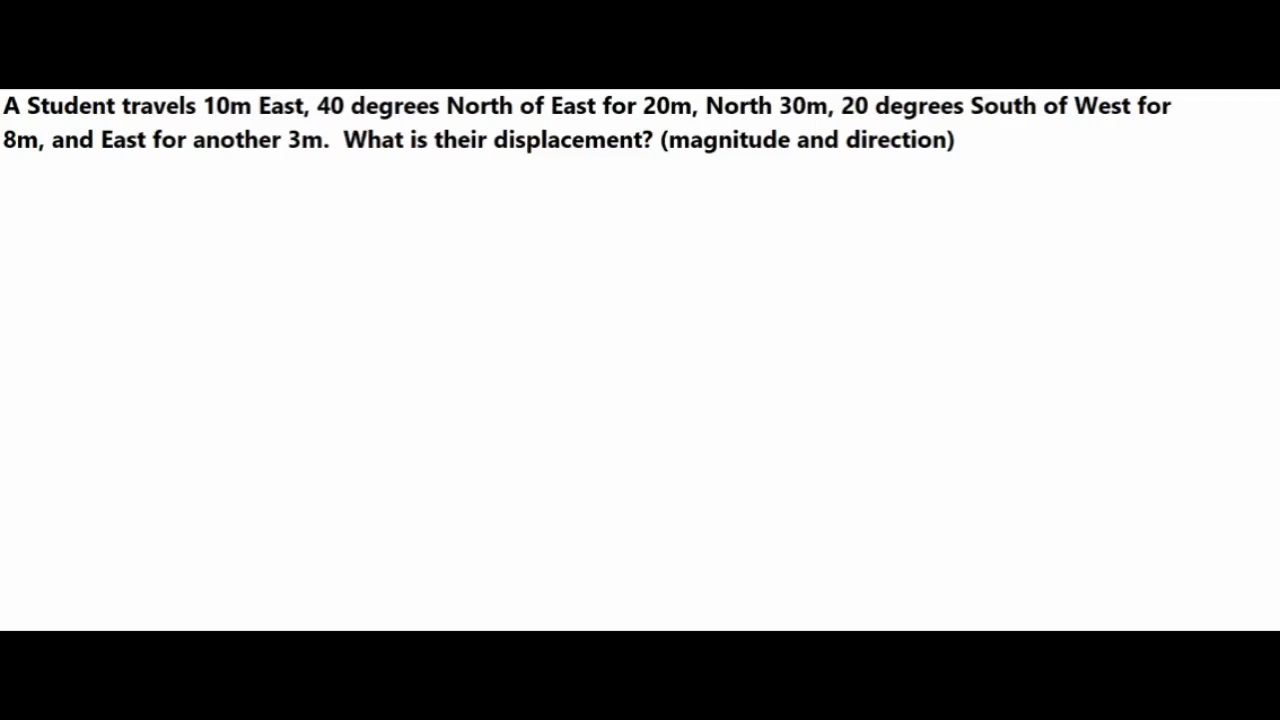 A Student travels 10m East, 40 degrees North of East for 20m, North 30m, 20 degrees South of West for
8m, and East for another 3m.  What is their displacement? (magnitude and direction)